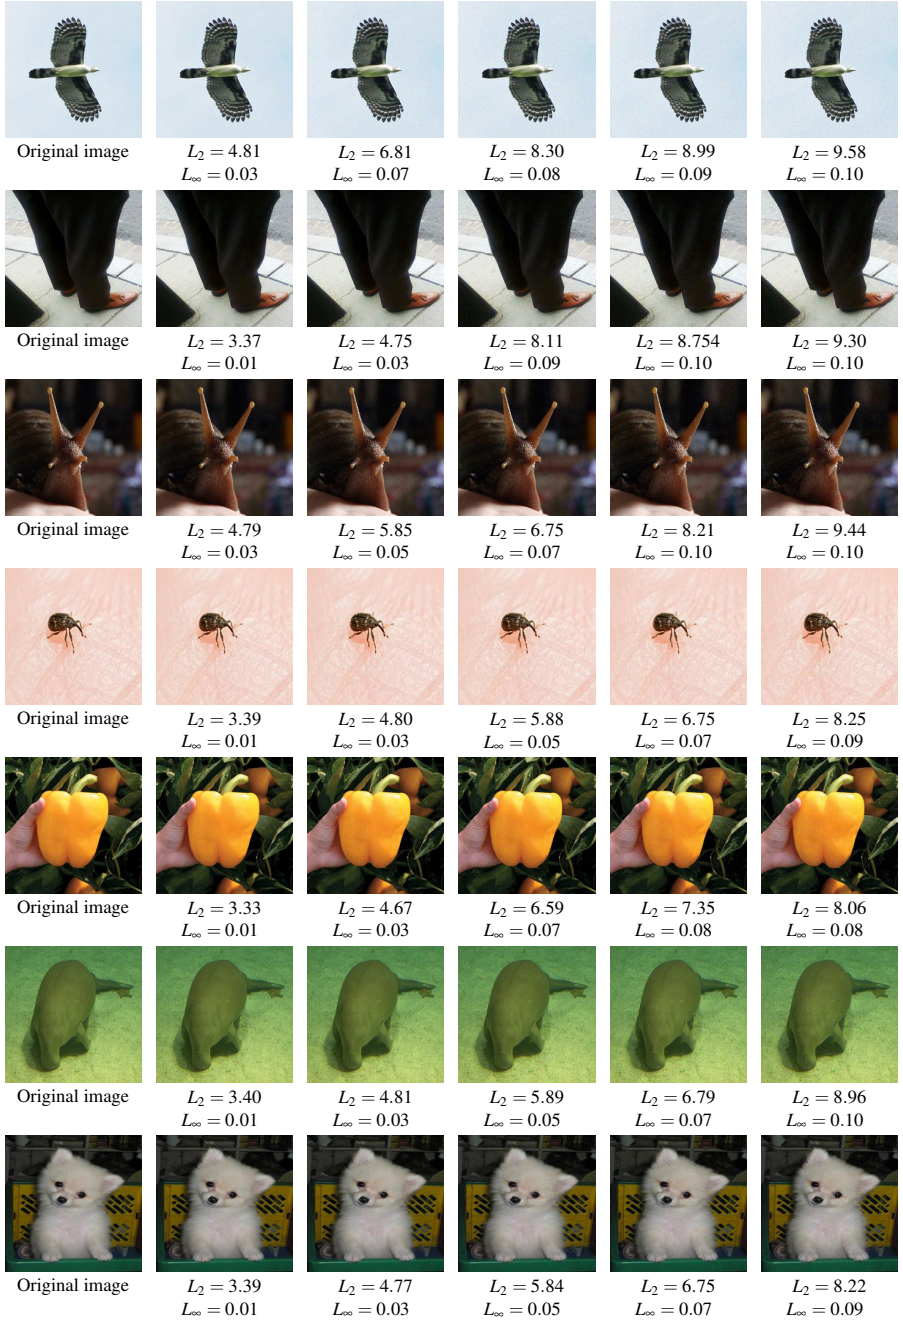 Original image
L₂ = 4.81
L∞ = 0.03
L₂ = 6.81
L∞ = 0.07
L₂ = 8.30
L∞ = 0.08
L₂ = 8.99
L∞ = 0.09
L₂ = 9.58
L∞ = 0.10
Original image
L₂ = 3.37
L∞ = 0.01
L₂ = 4.75
L∞ = 0.03
L₂ = 8.11
L∞ = 0.09
L₂ = 8.754
L∞ = 0.10
L₂ = 9.30
L∞ = 0.10
Original image
L₂ = 4.79
L∞ = 0.03
L₂ = 5.85
L∞ = 0.05
L₂ = 6.75
L∞ = 0.07
L₂ = 8.21
L∞ = 0.10
L₂ = 9.44
L∞ = 0.10
Original image
L₂ = 3.39
L∞ = 0.01
L₂ = 4.80
L∞ = 0.03
L₂ = 5.88
L∞ = 0.05
L₂ = 6.75
L∞ = 0.07
L₂ = 8.25
L∞ = 0.09
Original image
L₂ = 3.33
L∞ = 0.01
L₂ = 4.67
L∞ = 0.03
L₂ = 6.59
L∞ = 0.07
L₂ = 7.35
L∞ = 0.08
L₂ = 8.06
L∞ = 0.08
Original image
L₂ = 3.40
L∞ = 0.01
L₂ = 4.81
L∞ = 0.03
L₂ = 5.89
L∞ = 0.05
L₂ = 6.79
L∞ = 0.07
L₂ = 8.96
L∞ = 0.10
Original image
L₂ = 3.39
L∞ = 0.01
L₂ = 4.77
L∞ = 0.03
L₂ = 5.84
L∞ = 0.05
L₂ = 6.75
L∞ = 0.07
L₂ = 8.22
L∞ = 0.09